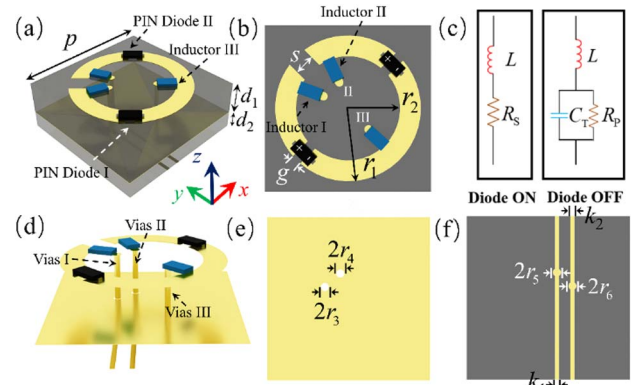 (a)
PIN Diode II
Inductor III
p
d1
d2
PIN Diode I
z
y
x
(b)
Inductor II
S
II
III
Inductor I
r2
r1
g
(c)
L
RS
L
CT
RP
Diode ON
Diode OFF
(d)
Vias II
Vias I
Vias III
(e)
2r4
2r3
(f)
k2
2r5
2r6
k